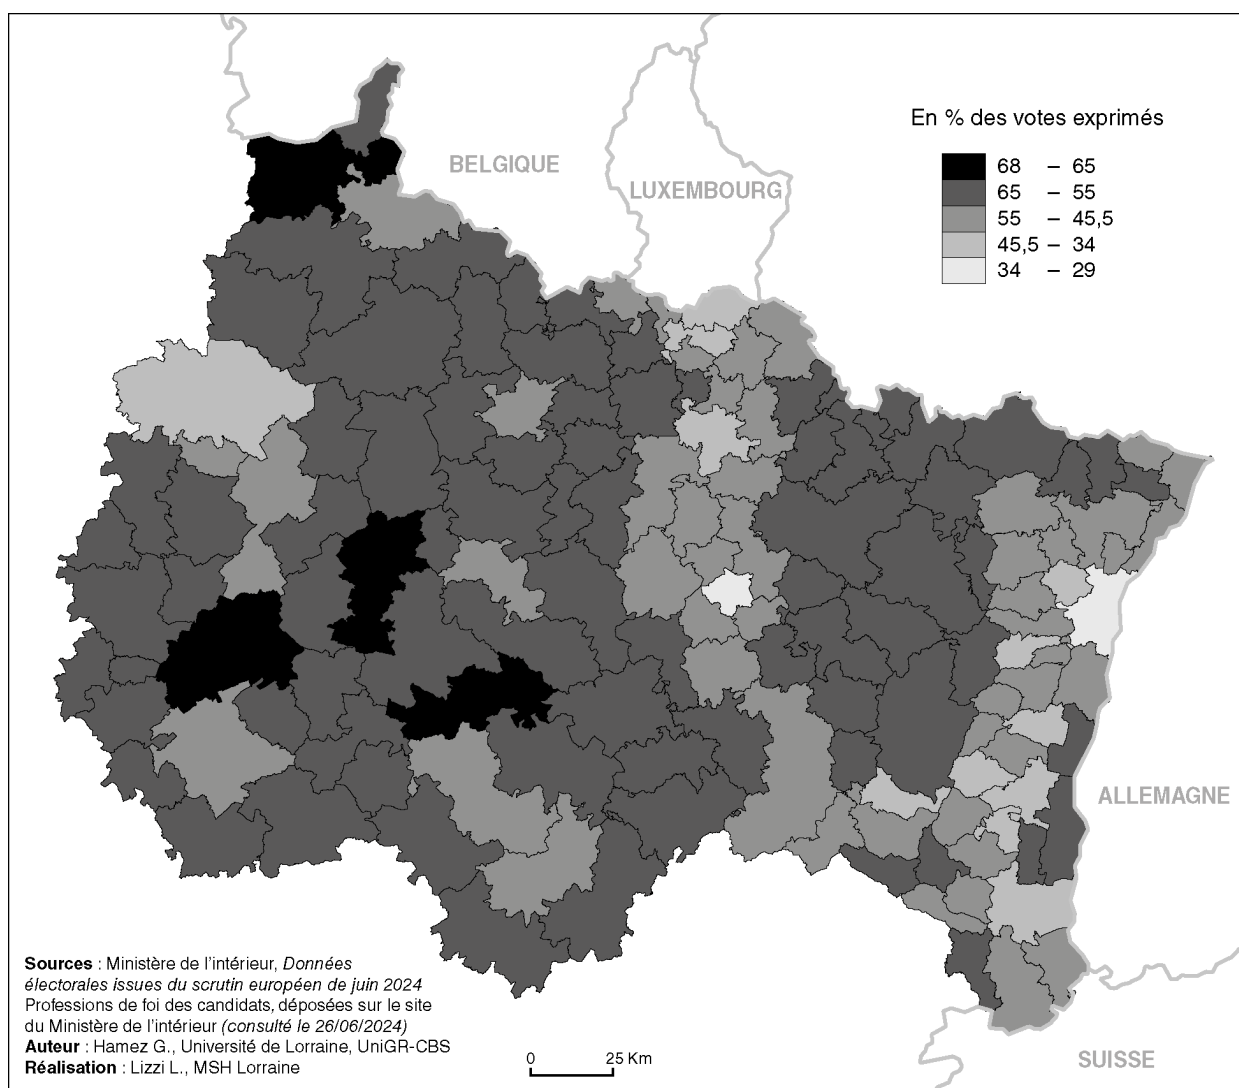 En % des votes exprimés
68 – 65
65 – 55
55 – 45,5
45,5 – 34
34 – 29
BELGIQUE
LUXEMBOURG
ALLEMAGNE
SUISSE
Sources : Ministère de l'intérieur, Données
électorales issues du scrutin européen de juin 2024
Professions de foi des candidats, déposées sur le site
du Ministère de l'intérieur (consulté le 26/06/2024)
Auteur : Hamez G., Université de Lorraine, UniGR-CBS
Réalisation : Lizzi L., MSH Lorraine
0 25 Km